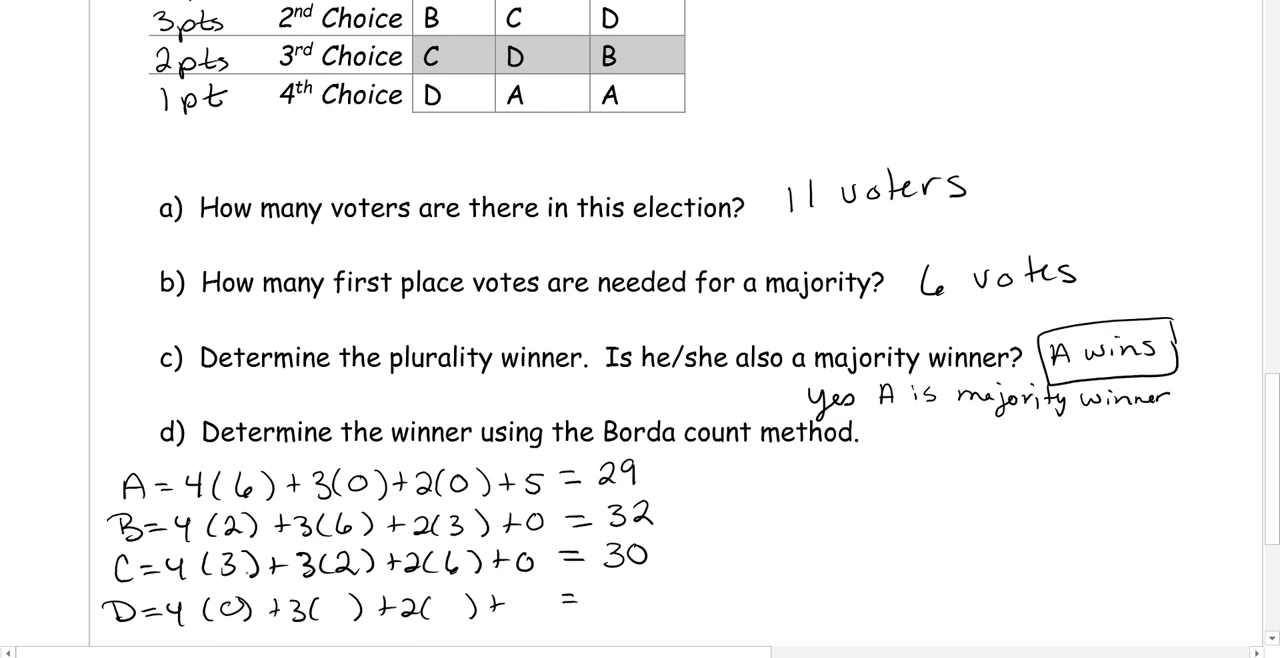 3pts 2nd Choice B C D
2pts 3rd Choice C D B
1pt 4th Choice D A A
a) How many voters are there in this election? 11 voters
b) How many first place votes are needed for a majority? 6 votes
c) Determine the plurality winner. Is he/she also a majority winner? A wins
yes A is majority winner
d) Determine the winner using the Borda count method.
A=4(6)+3(0)+2(0)+5 = 29
B=4(2)+3(6)+2(3)+0 = 32
C=4(3)+3(2)+2(6)+0 = 30
D=4(0)+3( )+2( )+ =